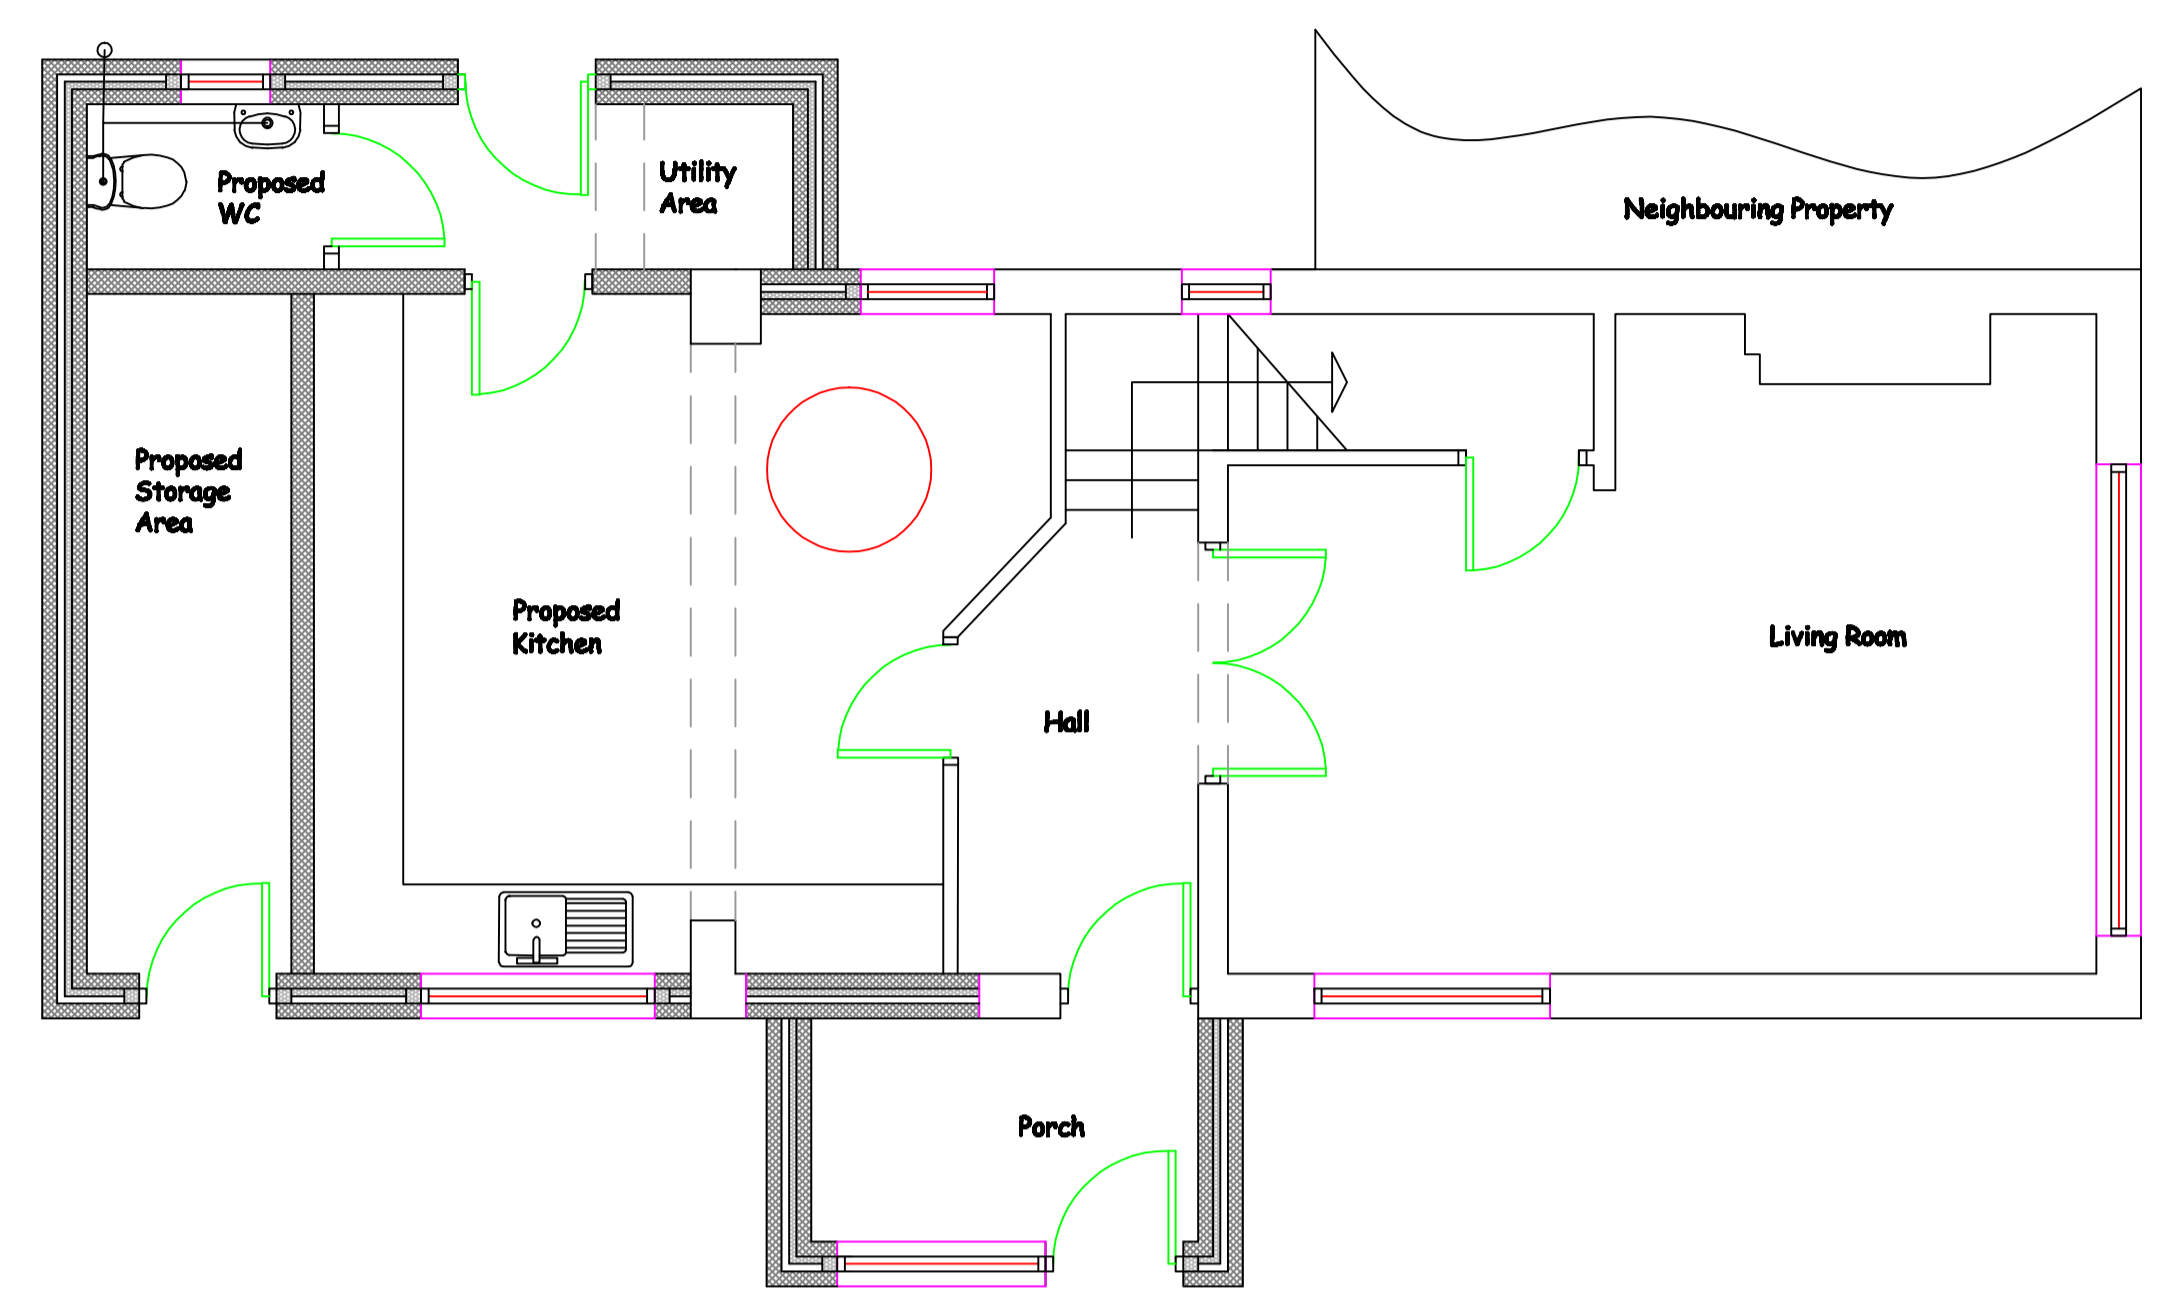 Proposed
WC
Utility
Area
Neighbouring Property
Proposed
Storage
Area
Proposed
Kitchen
Living Room
Hall
Porch